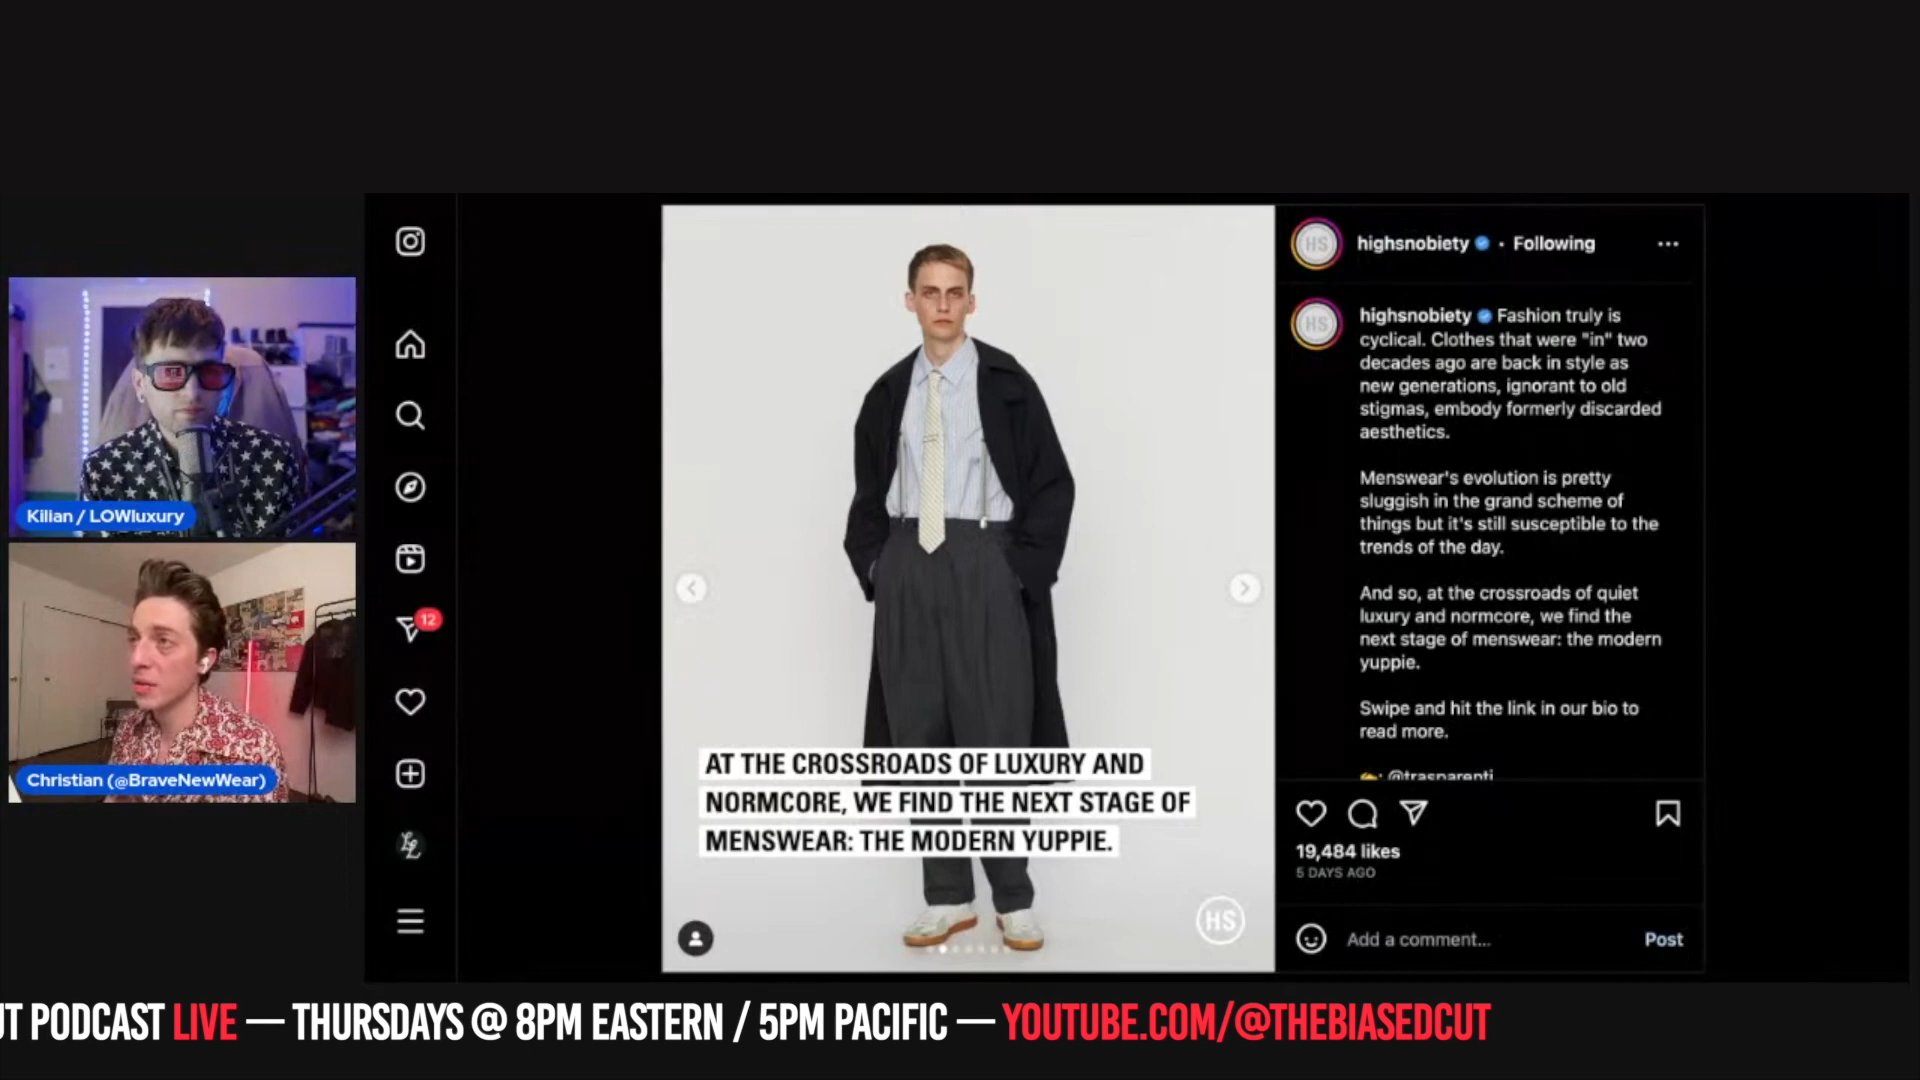 Kilian / LOWluxury
Christian (@BraveNewWear)
12
AT THE CROSSROADS OF LUXURY AND
NORMCORE, WE FIND THE NEXT STAGE OF
MENSWEAR: THE MODERN YUPPIE.
HS
HS
highsnobiety • Following
HS
highsnobiety Fashion truly is
cyclical. Clothes that were "in" two
decades ago are back in style as
new generations, ignorant to old
stigmas, embody formerly discarded
aesthetics.
Menswear's evolution is pretty
sluggish in the grand scheme of
things but it's still susceptible to the
trends of the day.
And so, at the crossroads of quiet
luxury and normcore, we find the
next stage of menswear: the modern
yuppie.
Swipe and hit the link in our bio to
read more.
✍️: @trasparenti
19,484 likes
5 DAYS AGO
Add a comment...
Post
PODCAST LIVE — THURSDAYS @ 8PM EASTERN / 5PM PACIFIC — YOUTUBE.COM/@THEBIASEDCUT